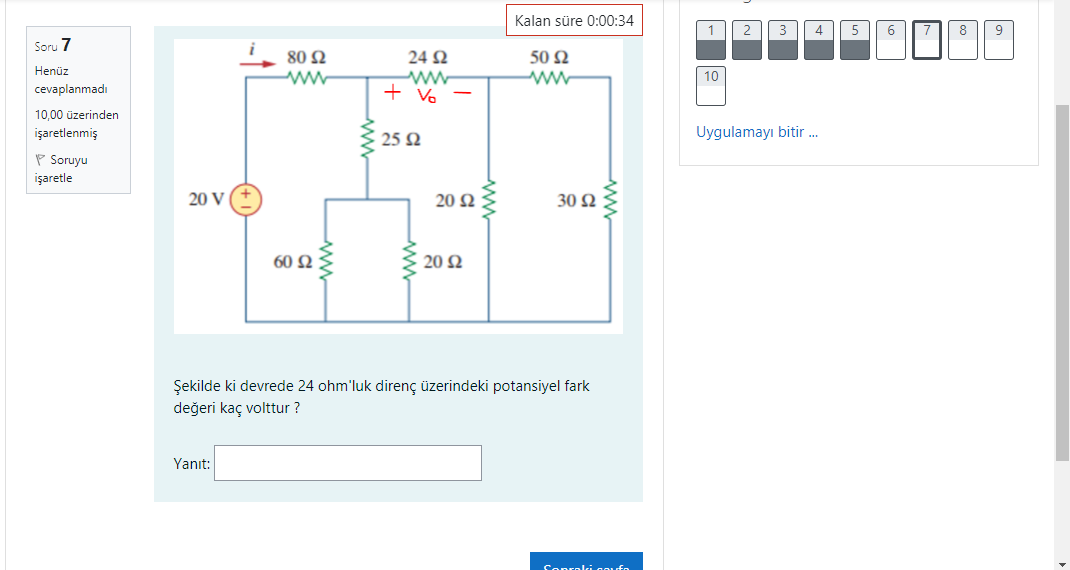 Kalan süre 0:00:34
Soru 7
Henüz
cevaplanmadı
10,00 üzerinden
işaretlenmiş
Soruyu
işaretle
i
80 Ω
24 Ω
50 Ω
+ V₀ −
25 Ω
20 V
+
−
20 Ω
30 Ω
60 Ω
20 Ω
Şekilde ki devrede 24 ohm'luk direnç üzerindeki potansiyel fark
değeri kaç volttur ?
Yanıt:
Sonraki sayfa
1 2 3 4 5 6 7 8 9
10
Uygulamayı bitir ...